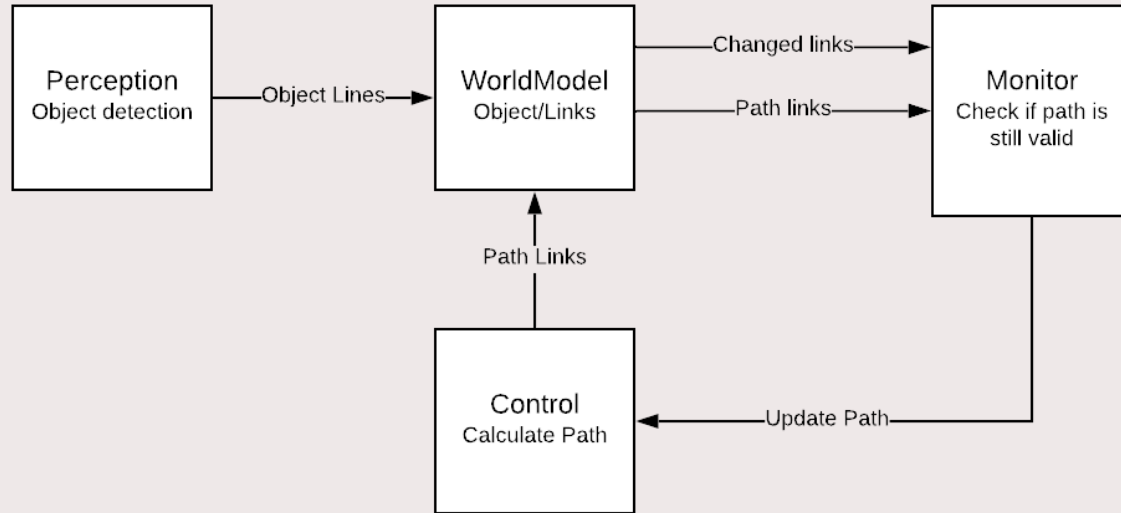 Perception
Object detection
Object Lines
WorldModel
Object/Links
Changed links
Path links
Monitor
Check if path is
still valid
Path Links
Control
Calculate Path
Update Path